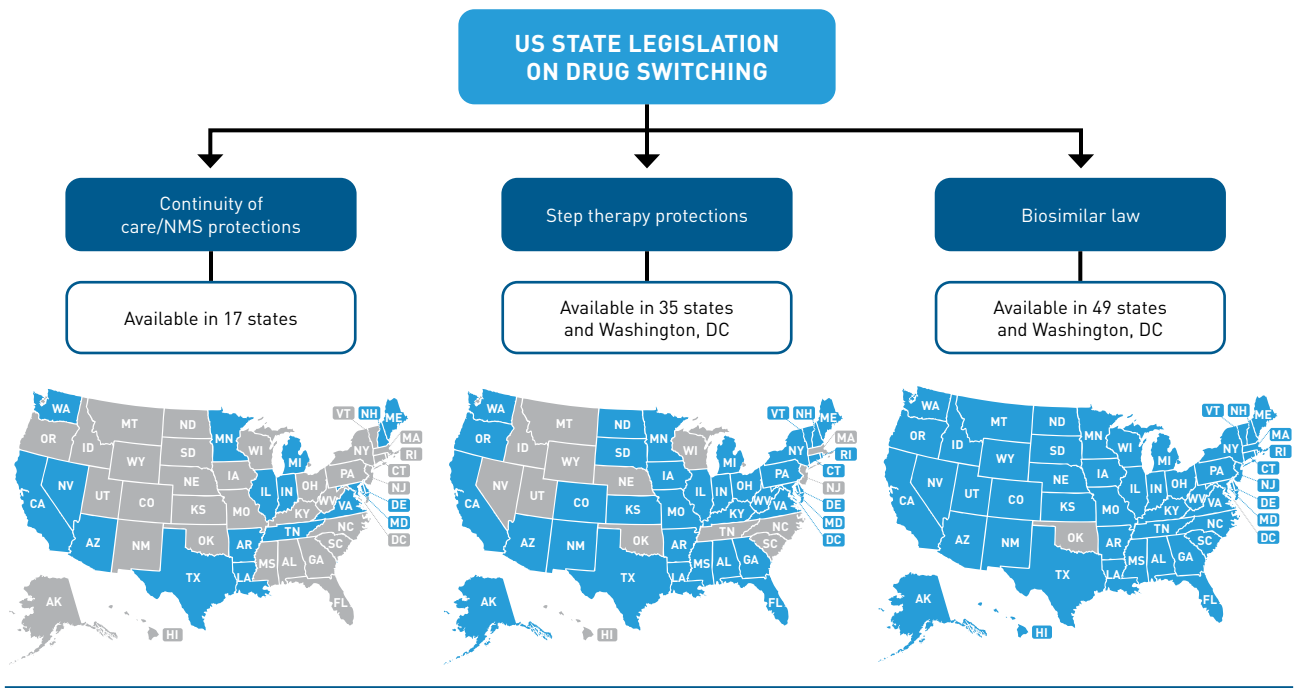 US STATE LEGISLATION
ON DRUG SWITCHING
Continuity of
care/NMS protections
Step therapy protections
Biosimilar law
Available in 17 states
Available in 35 states
and Washington, DC
Available in 49 states
and Washington, DC
WA
OR
CA
NV
ID
MT
WY
UT
AZ
CO
NM
ND
SD
NE
KS
OK
TX
MN
IA
MO
AR
LA
WI
IL
MI
IN
OH
KY
TN
MS
AL
GA
FL
SC
NC
VA
WV
PA
NY
VT
NH
ME
MA
RI
CT
NJ
DE
MD
DC
AK
HI
WA
OR
CA
NV
ID
MT
WY
UT
AZ
CO
NM
ND
SD
NE
KS
OK
TX
MN
IA
MO
AR
LA
WI
IL
MI
IN
OH
KY
TN
MS
AL
GA
FL
SC
NC
VA
WV
PA
NY
VT
NH
ME
MA
RI
CT
NJ
DE
MD
DC
AK
HI
WA
OR
CA
NV
ID
MT
WY
UT
AZ
CO
NM
ND
SD
NE
KS
OK
TX
MN
IA
MO
AR
LA
WI
IL
MI
IN
OH
KY
TN
MS
AL
GA
FL
SC
NC
VA
WV
PA
NY
VT
NH
ME
MA
RI
CT
NJ
DE
MD
DC
AK
HI